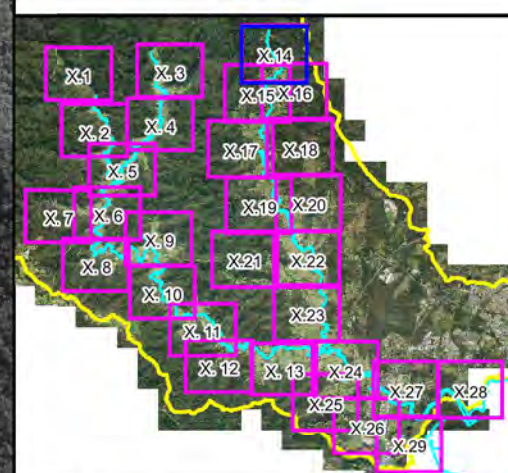 X.14
X.1
X. 3
X.15
X.16
X. 2
X. 4
X.17
X.18
X. 5
X. 7
X. 6
X.19
X.20
X. 9
X. 8
X.21
X.22
X. 10
X.23
X. 11
X. 12
X. 13
X.24
X.27
X.28
X.25
X.26
X.29